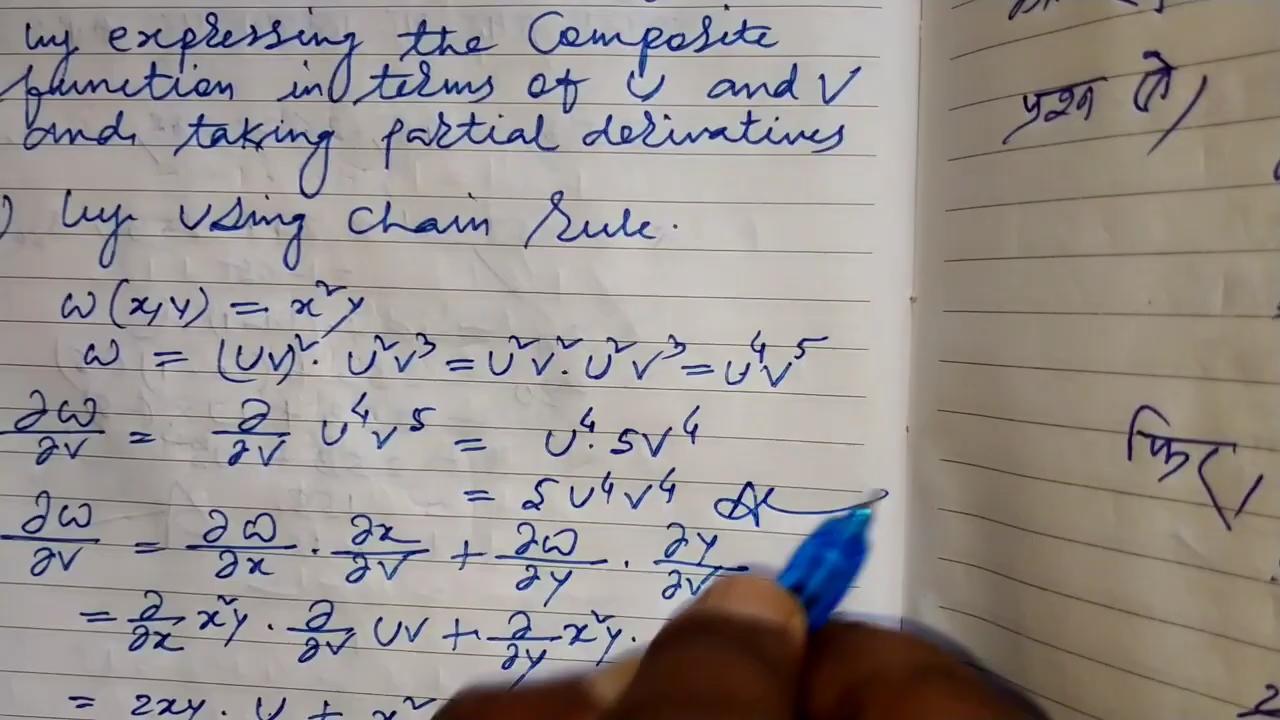 by expressing the Composite
function in terms of U and V
and, taking partial derivatives
) by using Chain Rule.
ω(x,y) = x²y
ω = (UV)². U²V³ = U²V². U²V³ = U⁴V⁵
∂ω/∂V = ∂/∂V U⁴V⁵ = U⁴. 5V⁴
= 5U⁴V⁴
∂ω/∂V = ∂ω/∂x . ∂x/∂V + ∂ω/∂y . ∂y/∂V
= ∂/∂x x²y . ∂/∂V UV + ∂/∂y x²y.
= 2xy. U + x²
प्रश्न